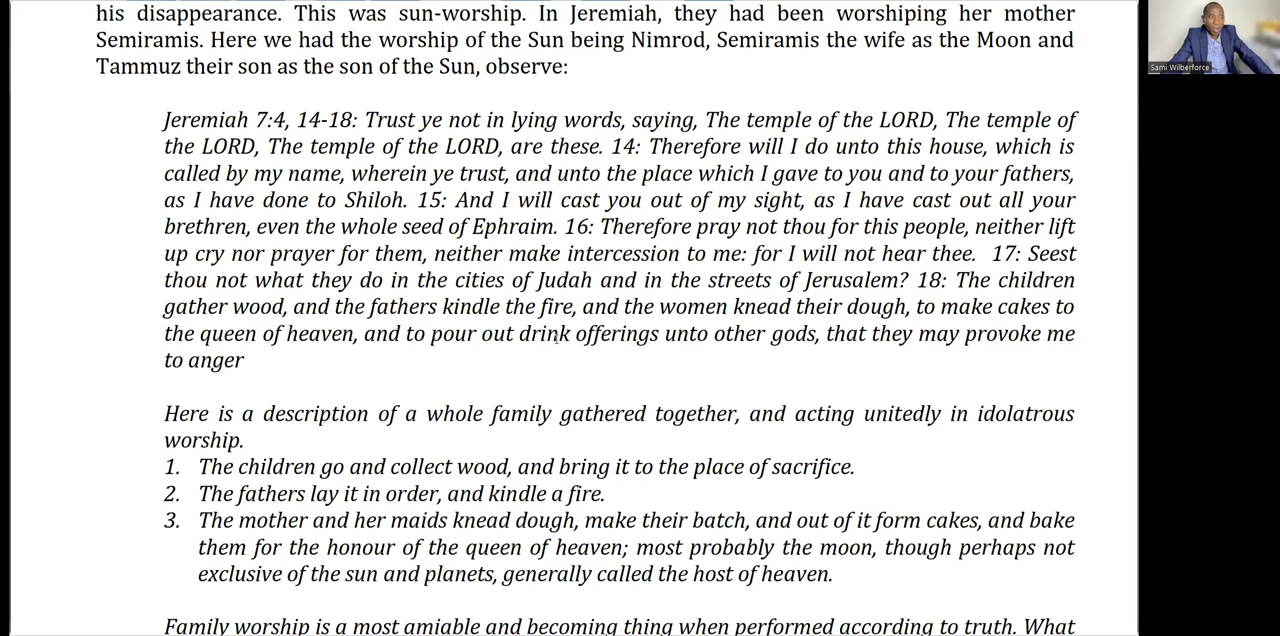 his disappearance. This was sun-worship. In Jeremiah, they had been worshiping her mother
Semiramis. Here we had the worship of the Sun being Nimrod, Semiramis the wife as the Moon and
Tammuz their son as the son of the Sun, observe:
Jeremiah 7:4, 14-18: Trust ye not in lying words, saying, The temple of the LORD, The temple of
the LORD, The temple of the LORD, are these. 14: Therefore will I do unto this house, which is
called by my name, wherein ye trust, and unto the place which I gave to you and to your fathers,
as I have done to Shiloh. 15: And I will cast you out of my sight, as I have cast out all your
brethren, even the whole seed of Ephraim. 16: Therefore pray not thou for this people, neither lift
up cry nor prayer for them, neither make intercession to me: for I will not hear thee. 17: Seest
thou not what they do in the cities of Judah and in the streets of Jerusalem? 18: The children
gather wood, and the fathers kindle the fire, and the women knead their dough, to make cakes to
the queen of heaven, and to pour out drink offerings unto other gods, that they may provoke me
to anger
Here is a description of a whole family gathered together, and acting unitedly in idolatrous
worship.
1. The children go and collect wood, and bring it to the place of sacrifice.
2. The fathers lay it in order, and kindle a fire.
3. The mother and her maids knead dough, make their batch, and out of it form cakes, and bake
them for the honour of the queen of heaven; most probably the moon, though perhaps not
exclusive of the sun and planets, generally called the host of heaven.
Family worship is a most amiable and becoming thing when performed according to truth. What
Sami Wilberforce